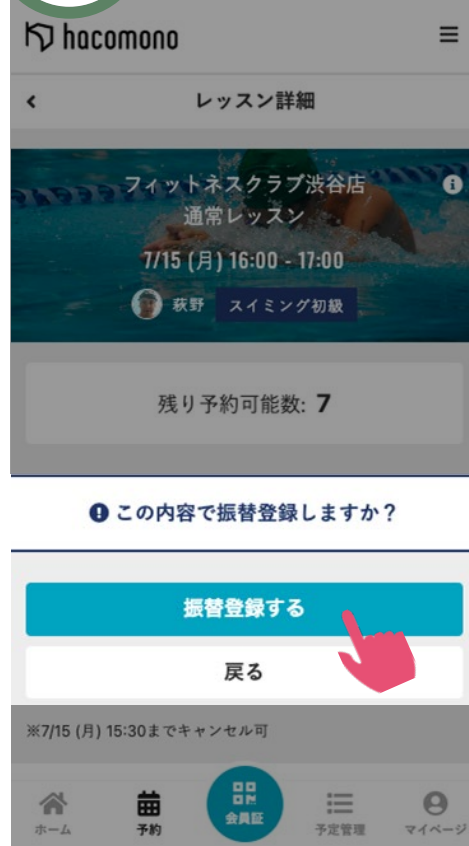 hacomono
レッスン詳細
フィットネスクラブ渋谷店
通常レッスン
7/15 (月) 16:00 - 17:00
萩野 スイミング初級
残り予約可能数: 7
この内容で振替登録しますか？
振替登録する
戻る
※7/15 (月) 15:30までキャンセル可
ホーム 予約 会員証 予定管理 マイページ